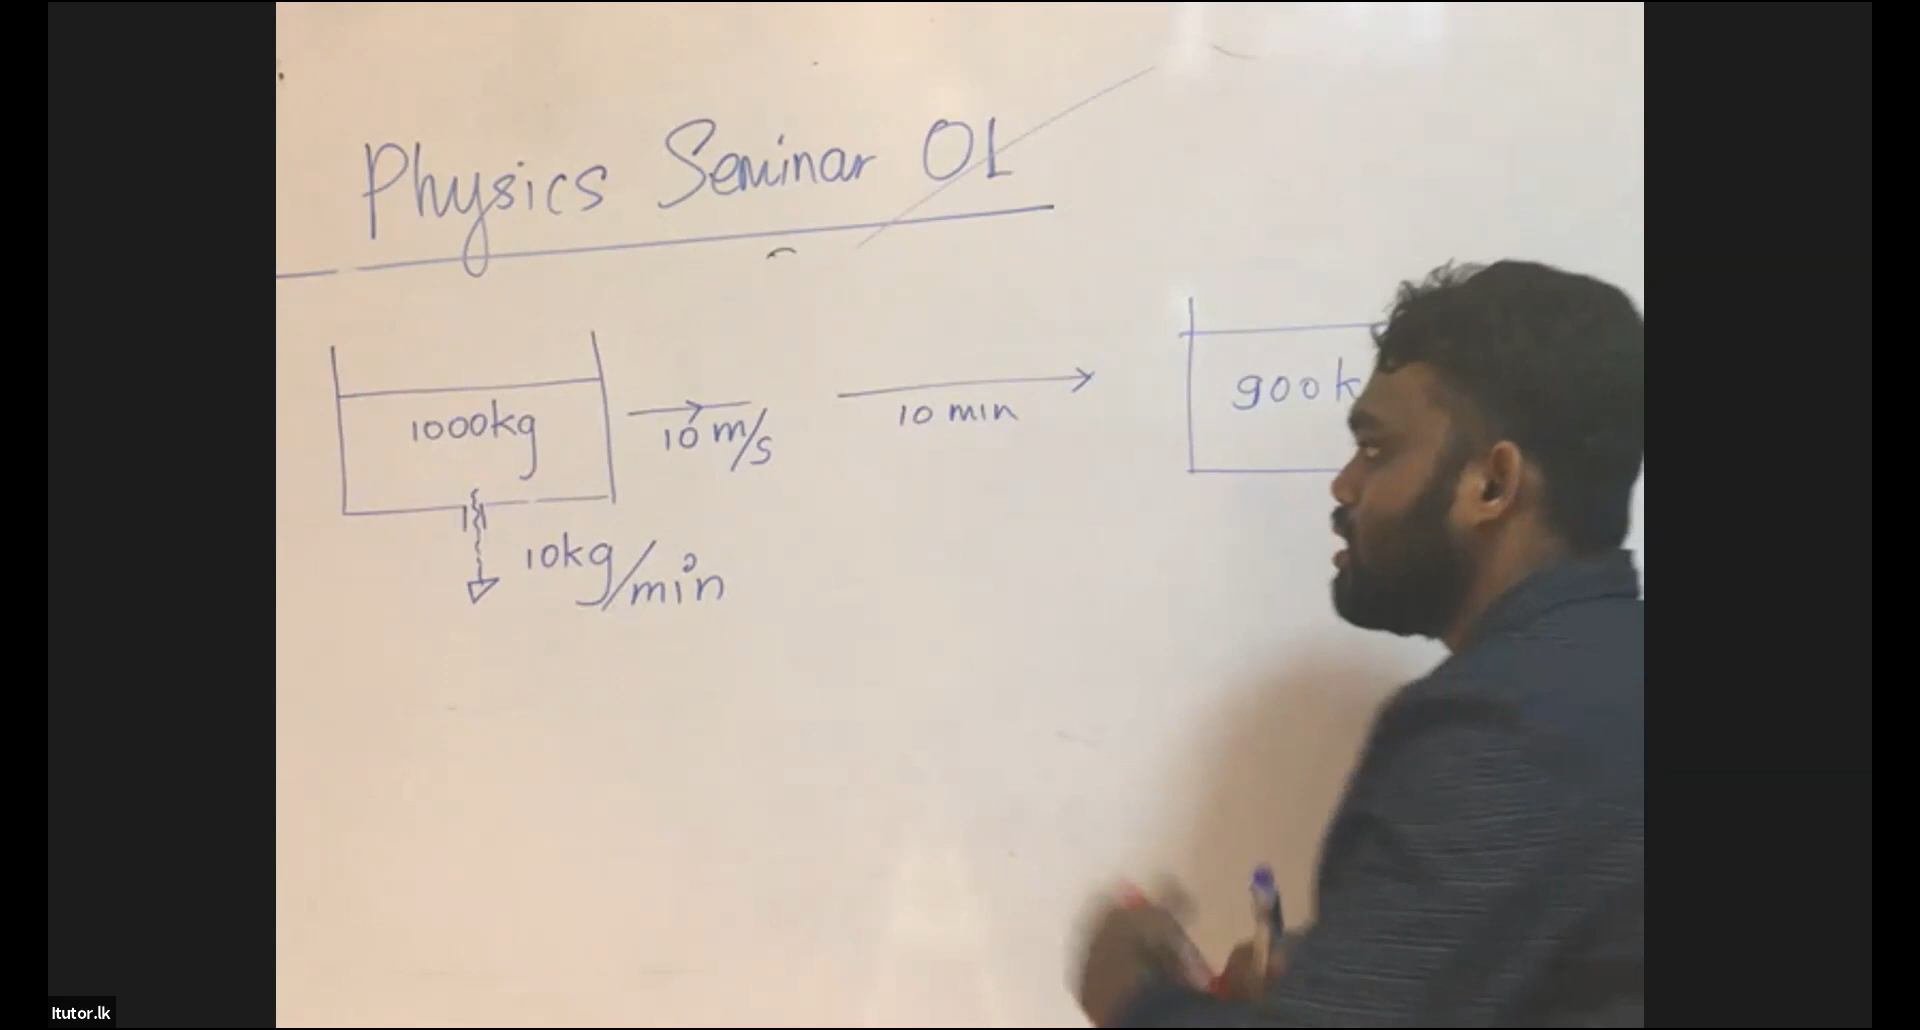 Physics Seminar OL
1000kg
10 m/s
10 min
900k
10kg/min
Itutor.lk